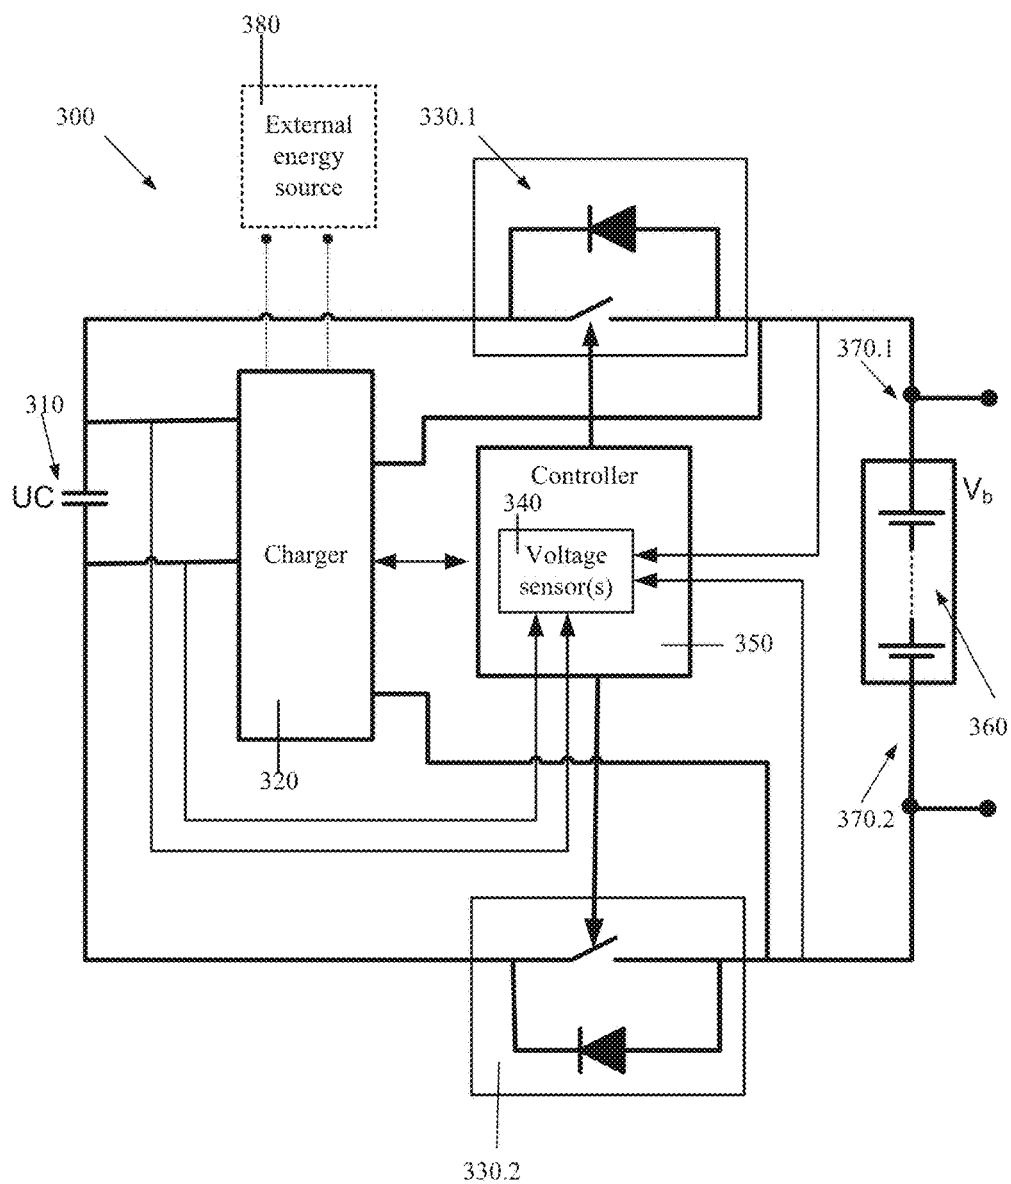 380
300
External
energy
source
330.1
370.1
310
UC
Controller
340
Voltage
sensor(s)
Charger
Vb
350
360
320
370.2
330.2